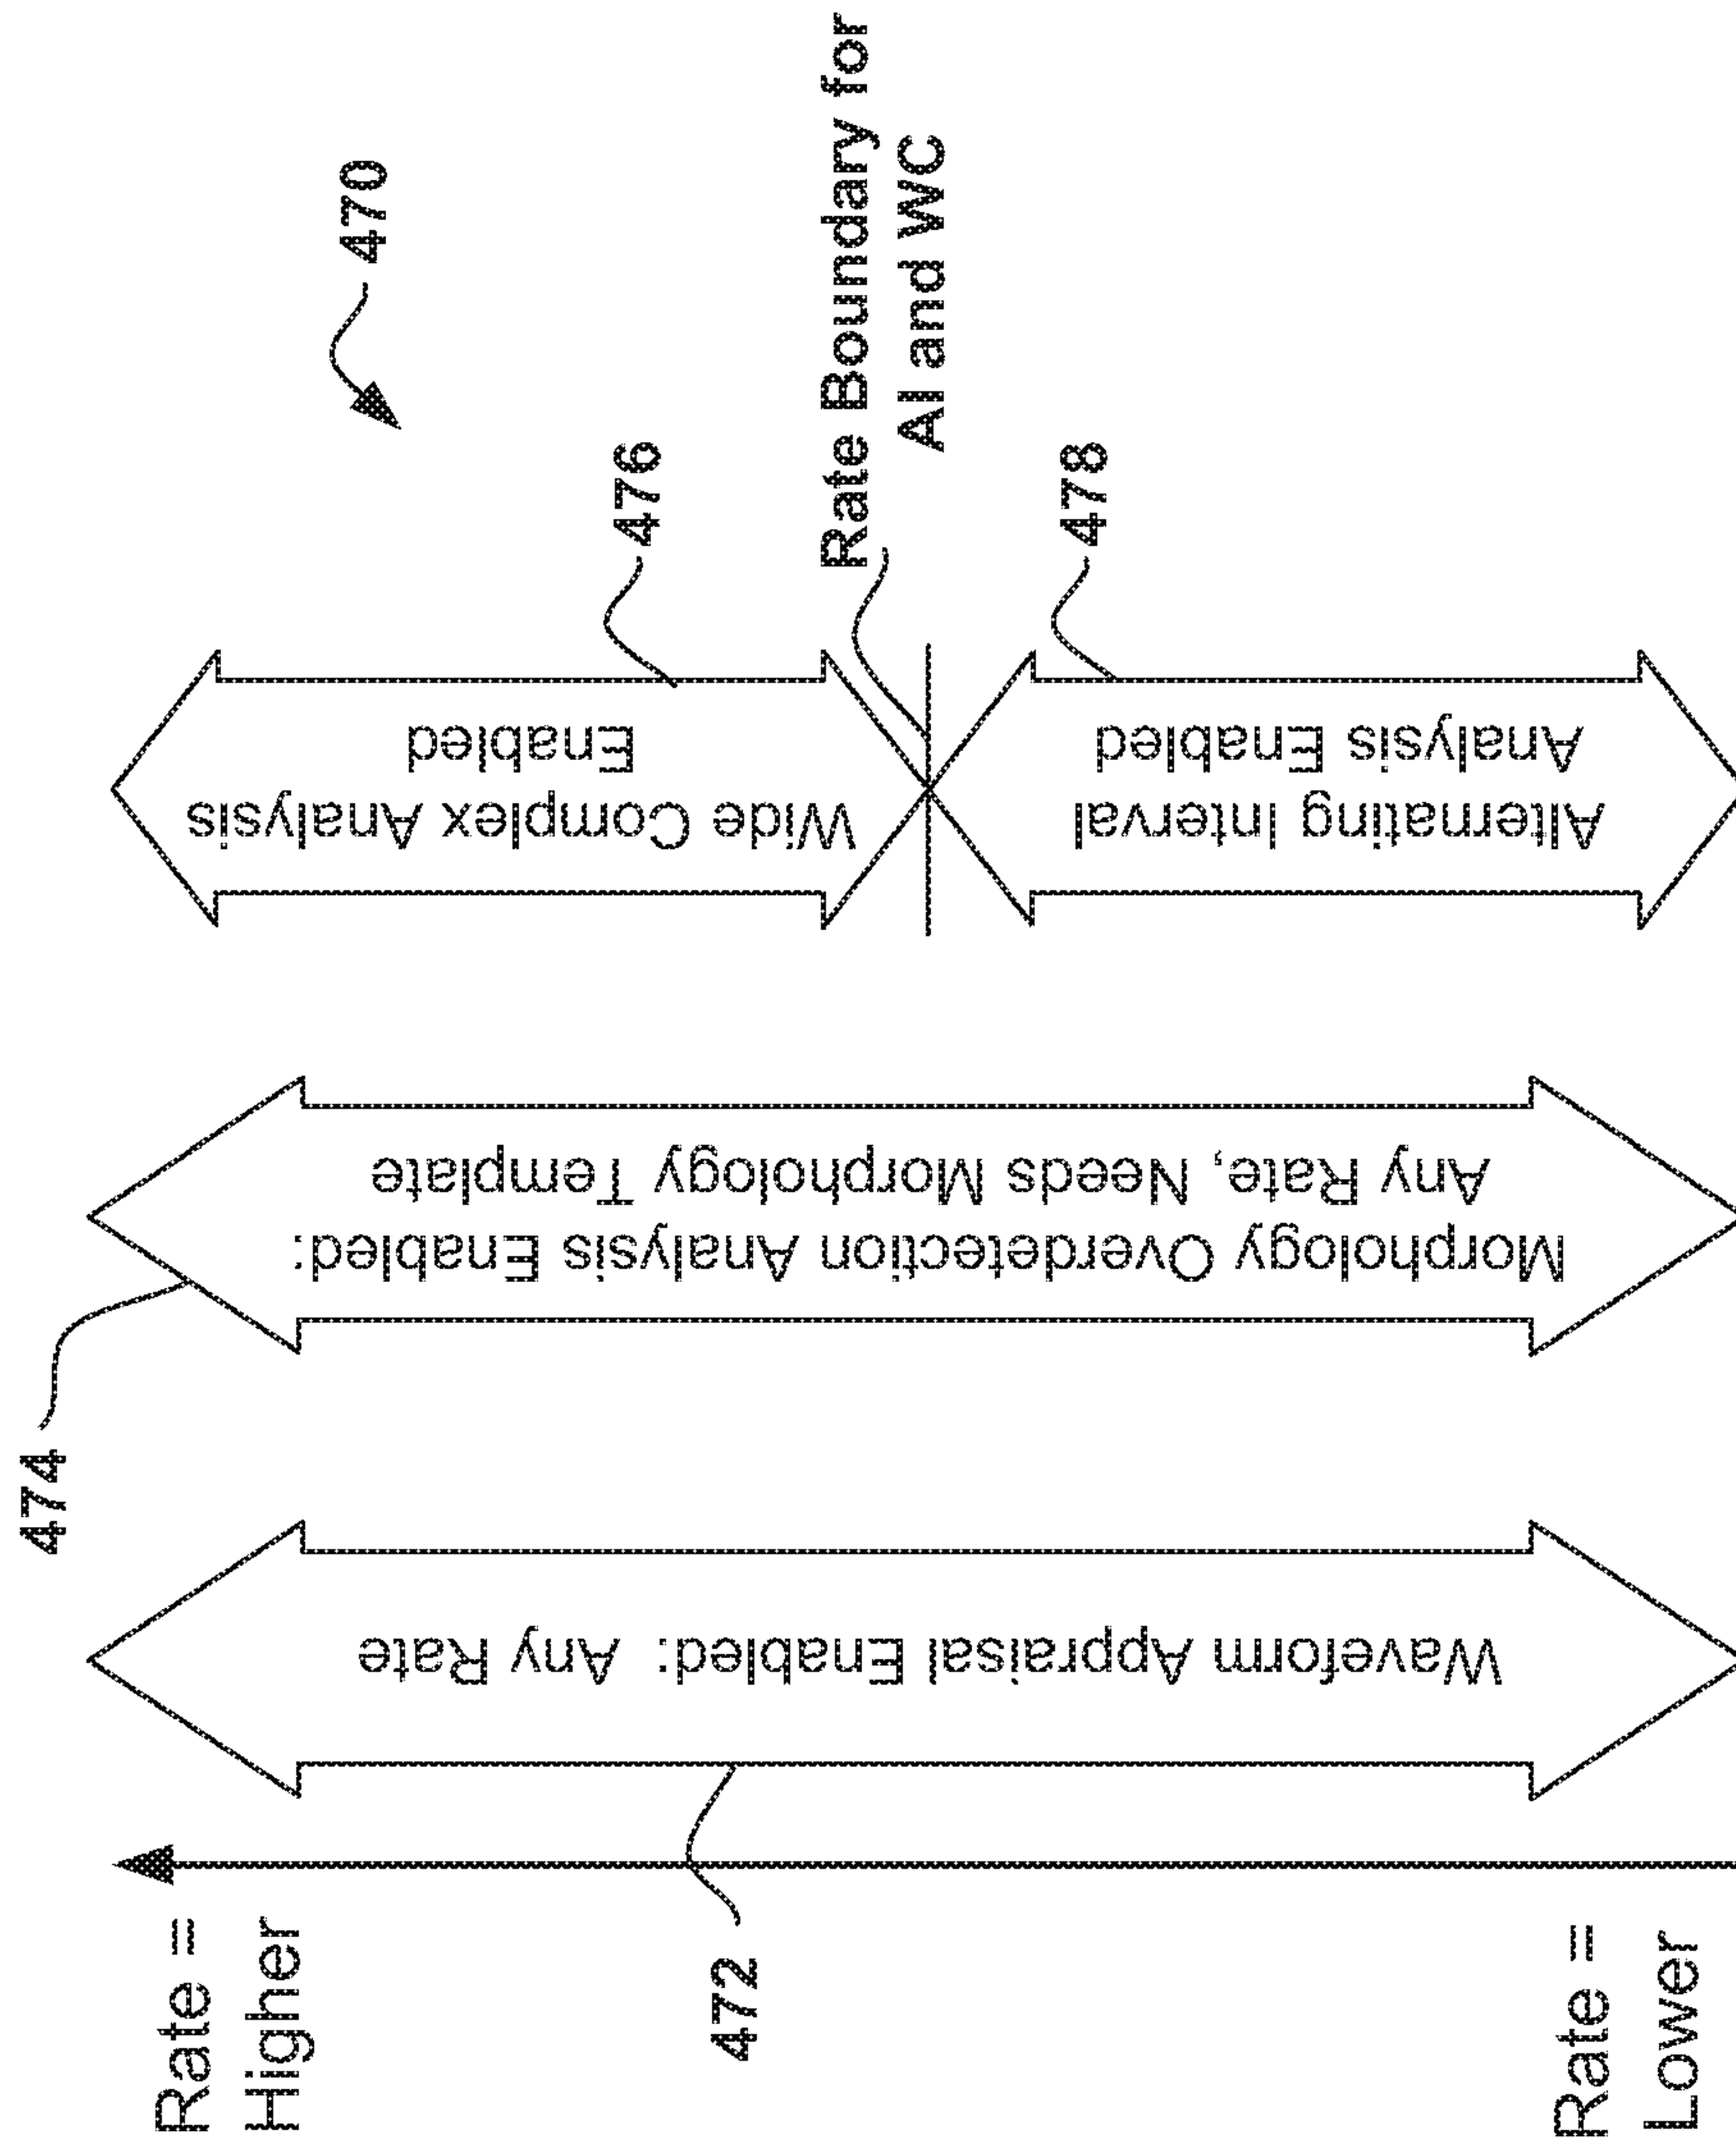 470
Rate =
Higher
474
472
Waveform Appraisal Enabled:  Any Rate
Morphology Overdetection Analysis Enabled:
Any Rate, Needs Morphology Template
Wide Complex Analysis
Enabled
476
Rate Boundary for
AI and WC
Alternating Interval
Analysis Enabled
478
Rate =
Lower